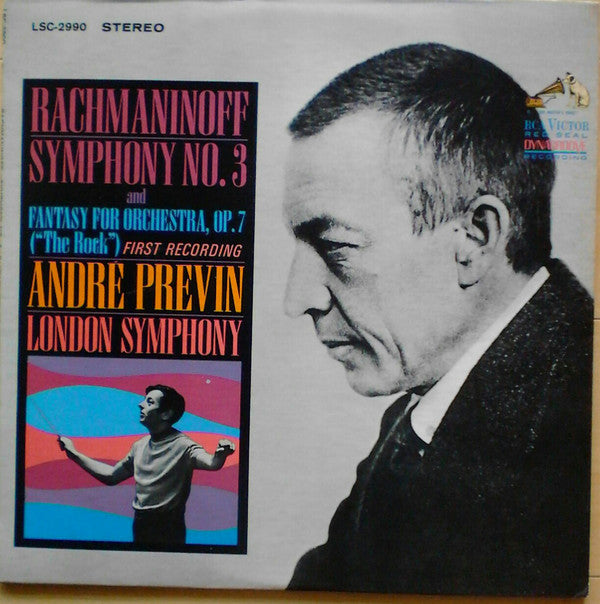 LSC-2990 STEREO
RACHMANINOFF
SYMPHONY NO. 3
and
FANTASY FOR ORCHESTRA, OP. 7
("The Rock") FIRST RECORDING
ANDRÉ PREVIN
LONDON SYMPHONY
RCA VICTOR
RED SEAL
DYNAGROOVE
RECORDING